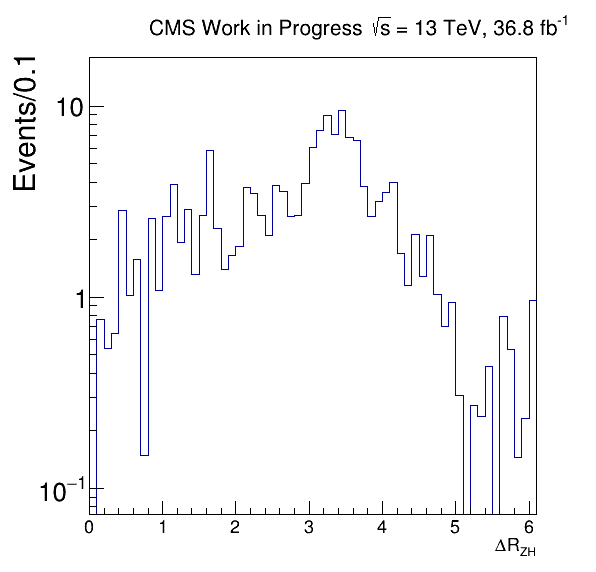 CMS Work in Progress √s = 13 TeV, 36.8 fb⁻¹
Events/0.1
10
1
10⁻¹
0 1 2 3 4 5 6
ΔR_ZH